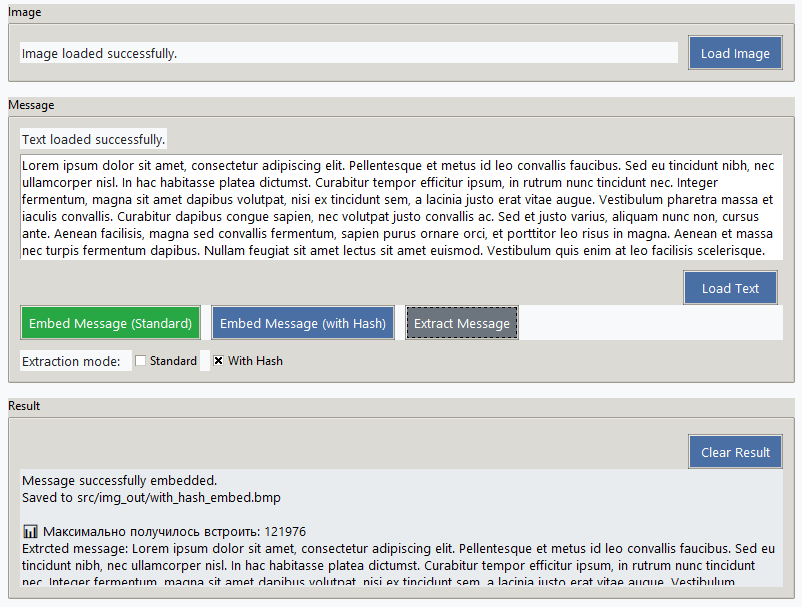 Image
Image loaded successfully.
Load Image
Message
Text loaded successfully.
Lorem ipsum dolor sit amet, consectetur adipiscing elit. Pellentesque et metus id leo convallis faucibus. Sed eu tincidunt nibh, nec
ullamcorper nisl. In hac habitasse platea dictumst. Curabitur tempor efficitur ipsum, in rutrum nunc tincidunt nec. Integer
fermentum, magna sit amet dapibus volutpat, nisi ex tincidunt sem, a lacinia justo erat vitae augue. Vestibulum pharetra massa et
iaculis convallis. Curabitur dapibus congue sapien, nec volutpat justo convallis ac. Sed et justo varius, aliquam nunc non, cursus
ante. Aenean facilisis, magna sed convallis fermentum, sapien purus ornare orci, et porttitor leo risus in magna. Aenean et massa
nec turpis fermentum dapibus. Nullam feugiat sit amet lectus sit amet euismod. Vestibulum quis enim at leo facilisis scelerisque.
Load Text
Embed Message (Standard) Embed Message (with Hash) Extract Message
Extraction mode: Standard With Hash
Result
Clear Result
Message successfully embedded.
Saved to src/img_out/with_hash_embed.bmp
Максимально получилось встроить: 121976
Extrcted message: Lorem ipsum dolor sit amet, consectetur adipiscing elit. Pellentesque et metus id leo convallis faucibus. Sed eu
tincidunt nibh, nec ullamcorper nisl. In hac habitasse platea dictumst. Curabitur tempor efficitur ipsum, in rutrum nunc tincidunt
nec. Integer fermentum, magna sit amet dapibus volutpat, nisi ex tincidunt sem, a lacinia justo erat vitae augue. Vestibulum